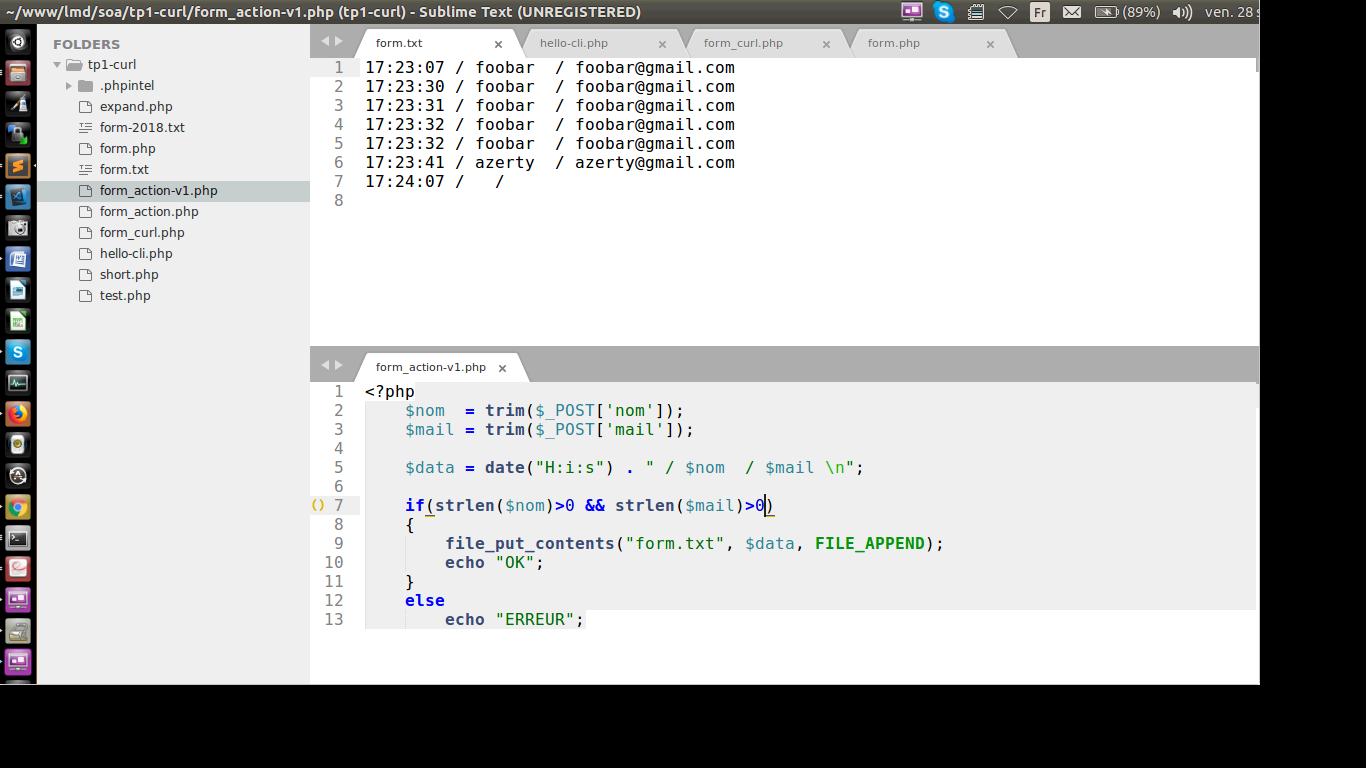 ~/www/lmd/soa/tp1-curl/form_action-v1.php (tp1-curl) - Sublime Text (UNREGISTERED)
Fr (89%) ven. 28 s
FOLDERS
tp1-curl
.phpintel
expand.php
form-2018.txt
form.php
form.txt
form_action-v1.php
form_action.php
form_curl.php
hello-cli.php
short.php
test.php
form.txt hello-cli.php form_curl.php form.php
1 17:23:07 / foobar  / foobar@gmail.com
2 17:23:30 / foobar  / foobar@gmail.com
3 17:23:31 / foobar  / foobar@gmail.com
4 17:23:32 / foobar  / foobar@gmail.com
5 17:23:32 / foobar  / foobar@gmail.com
6 17:23:41 / azerty  / azerty@gmail.com
7 17:24:07 /   /
8
form_action-v1.php
1 <?php
2     $nom  = trim($_POST['nom']);
3     $mail = trim($_POST['mail']);
4
5     $data = date("H:i:s") . " / $nom  / $mail \n";
6
7     if(strlen($nom)>0 && strlen($mail)>0)
8     {
9         file_put_contents("form.txt", $data, FILE_APPEND);
10         echo "OK";
11     }
12     else
13         echo "ERREUR";